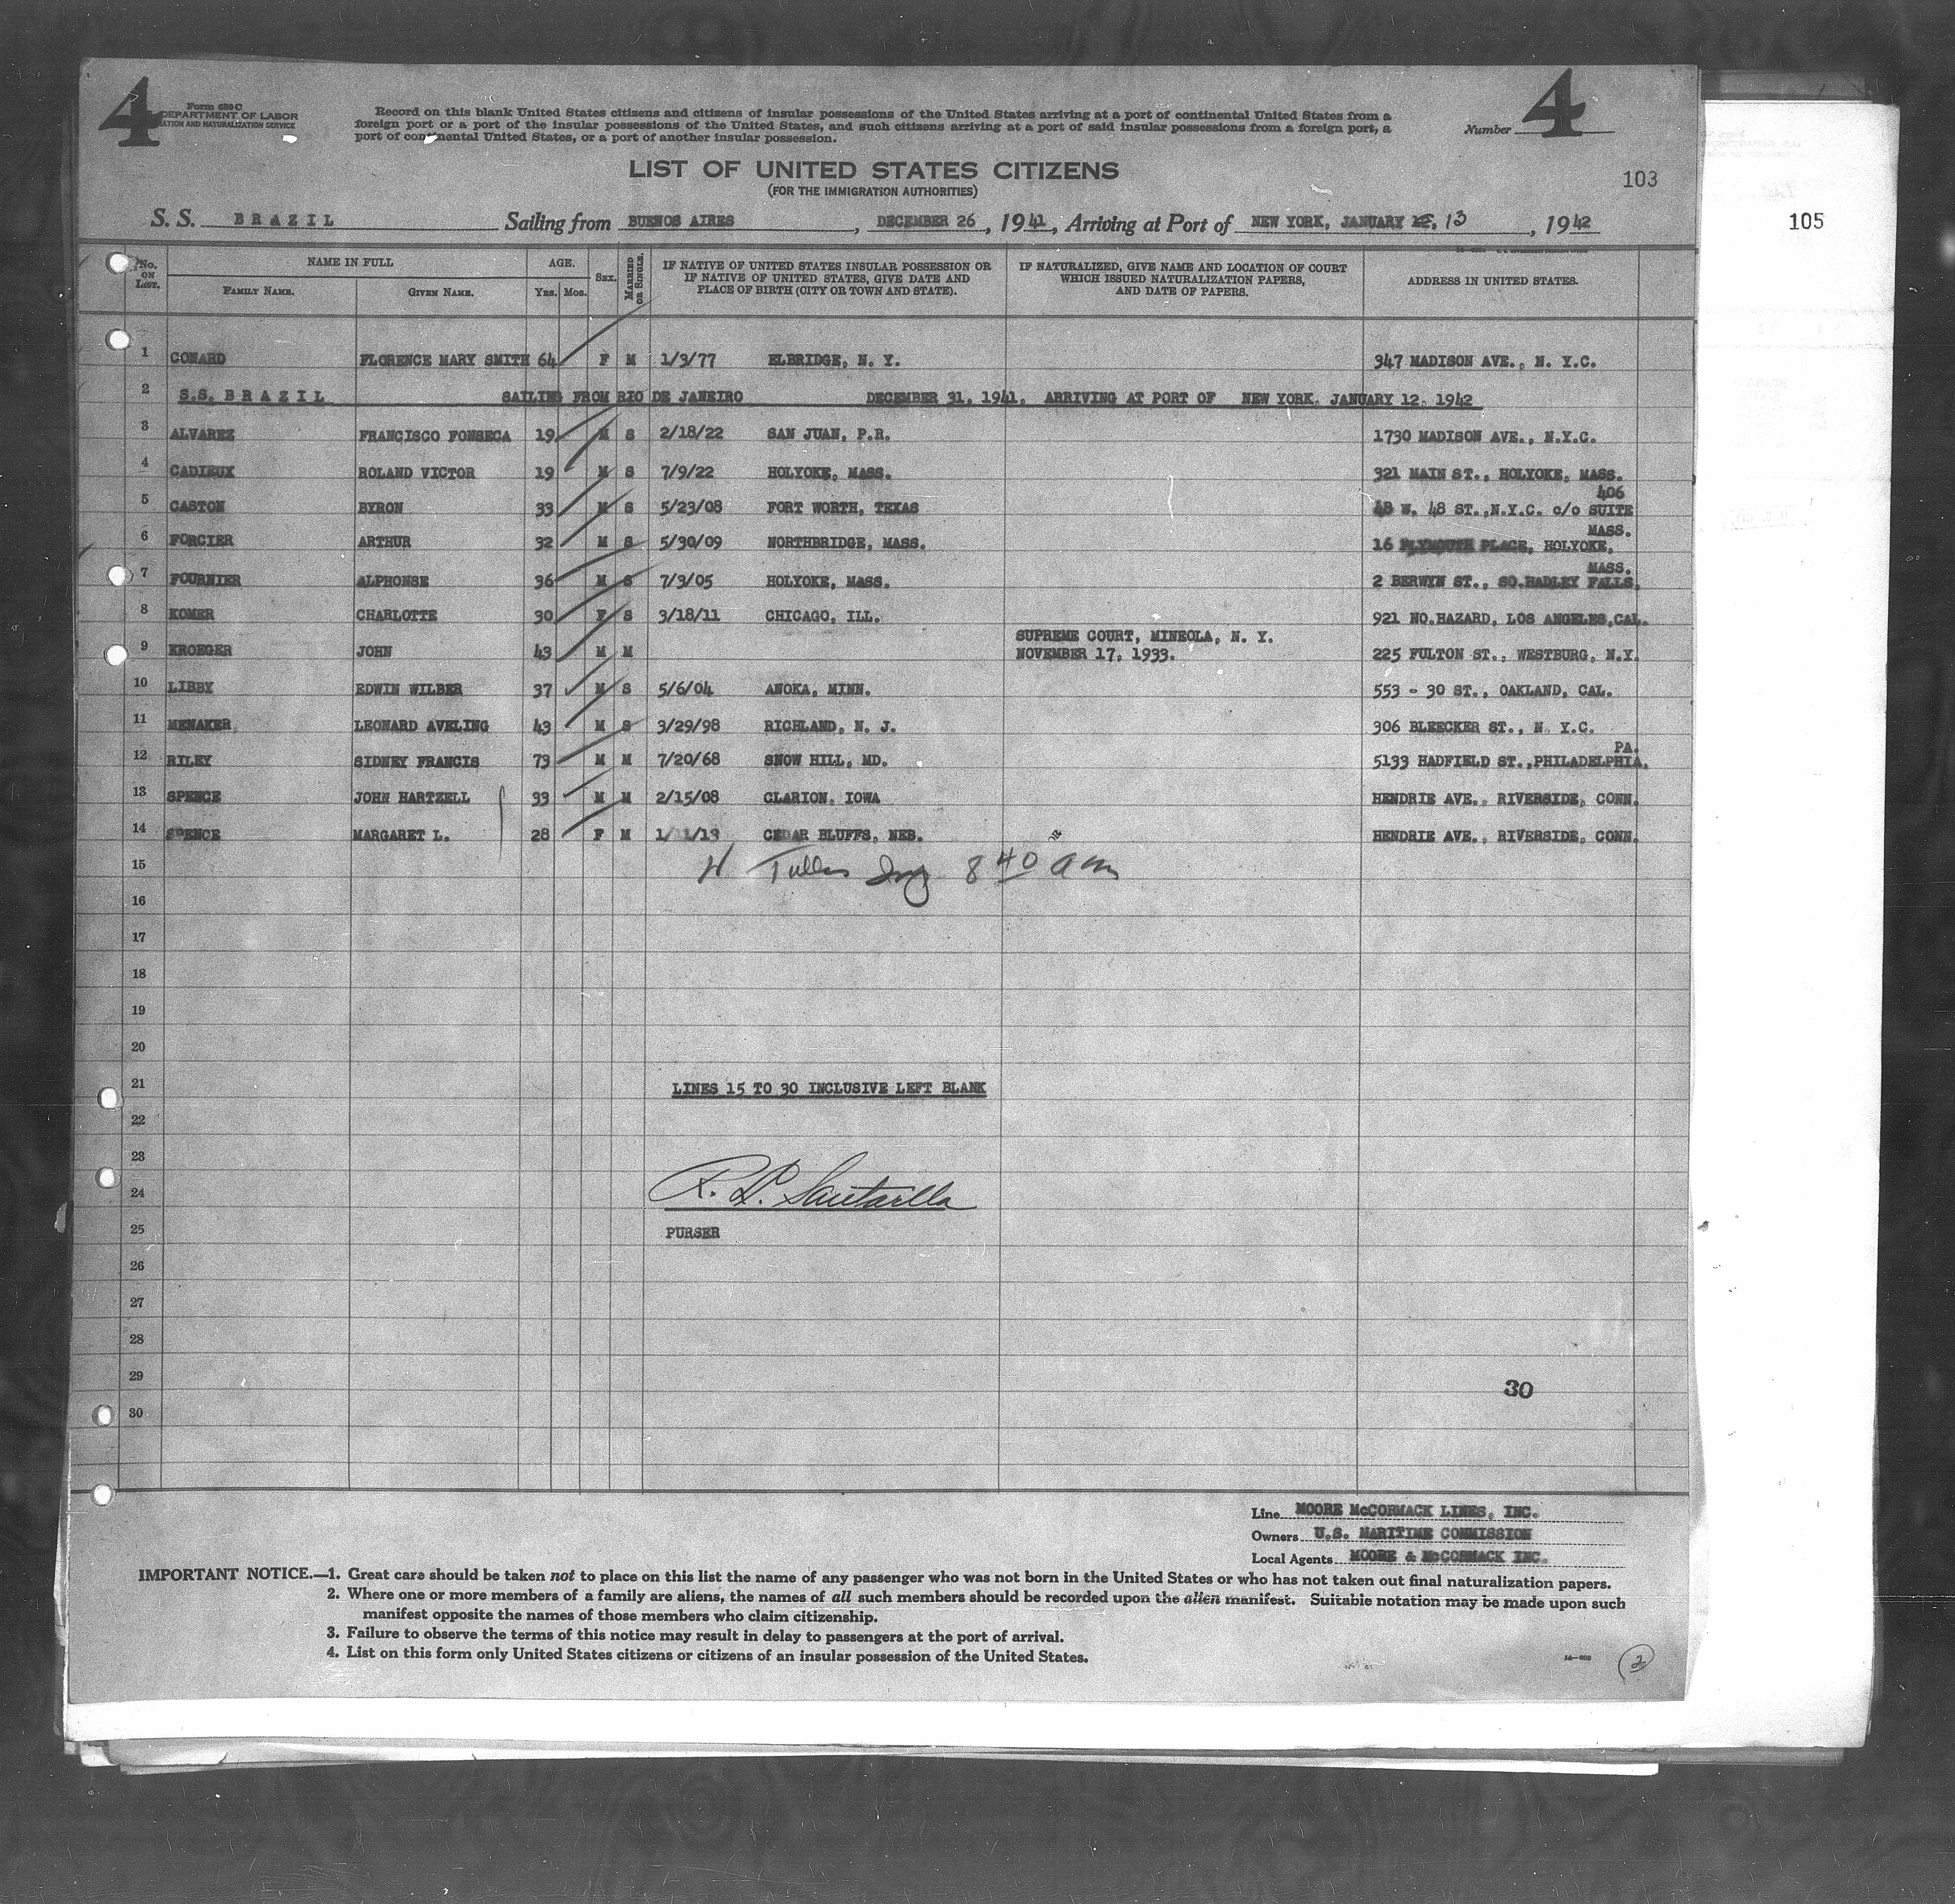 4 Form 630 C 4
DEPARTMENT OF LABOR
ATION AND NATURALIZATION SERVICE
Record on this blank United States citizens and citizens of insular possessions of the United States arriving at a port of continental United States from a
foreign port or a port of the insular possessions of the United States, and such citizens arriving at a port of said insular possessions from a foreign port, a
port of continental United States, or a port of another insular possession.
Number
LIST OF UNITED STATES CITIZENS
(FOR THE IMMIGRATION AUTHORITIES)
103
105
S. S. BRAZIL Sailing from BUENOS AIRES, DECEMBER 26, 1941, Arriving at Port of NEW YORK, JANUARY 12, 13, 1942
No. ON LIST. NAME IN FULL FAMILY NAME. GIVEN NAME. AGE. YRS. MOS. SEX. MARRIED OR SINGLE. IF NATIVE OF UNITED STATES INSULAR POSSESSION OR IF NATIVE OF UNITED STATES, GIVE DATE AND PLACE OF BIRTH (CITY OR TOWN AND STATE). IF NATURALIZED, GIVE NAME AND LOCATION OF COURT WHICH ISSUED NATURALIZATION PAPERS, AND DATE OF PAPERS. ADDRESS IN UNITED STATES.
1 CONARD FLORENCE MARY SMITH 64 F M 1/3/77 ELBRIDGE, N. Y. 347 MADISON AVE., N. Y.C.
2 S.S. BRAZIL SAILING FROM RIO DE JANEIRO DECEMBER 31, 1941, ARRIVING AT PORT OF NEW YORK, JANUARY 12, 1942
3 ALVAREZ FRANCISCO FONSECA 19 M S 2/18/22 SAN JUAN, P.R. 1730 MADISON AVE., N.Y.C.
4 CADIEUX ROLAND VICTOR 19 M S 7/9/22 HOLYOKE, MASS. 321 MAIN ST., HOLYOKE, MASS.
406
5 CASTON BYRON 33 M S 5/23/08 FORT WORTH, TEXAS 48 W. 48 ST.,N.Y.C. c/o SUITE
MASS.
6 FORCIER ARTHUR 32 M S 5/30/09 NORTHBRIDGE, MASS. 16 PLYMOUTH PLACE, HOLYOKE,
MASS.
7 FOURNIER ALPHONSE 36 M S 7/3/05 HOLYOKE, MASS. 2 BERWYN ST., SO.HADLEY FALLS,
8 KOMER CHARLOTTE 30 F S 3/18/11 CHICAGO, ILL. 921 NO.HAZARD, LOS ANGELES,CAL.
SUPREME COURT, MINEOLA, N. Y.
9 KROEGER JOHN 43 M M NOVEMBER 17, 1933. 225 FULTON ST., WESTBURG, N.Y.
10 LIBBY EDWIN WILBER 37 M S 5/6/04 ANOKA, MINN. 553 - 30 ST., OAKLAND, CAL.
11 MENAKER LEONARD AVELING 43 M S 3/29/98 RICHLAND, N. J. 306 BLEECKER ST., N. Y.C.
PA.
12 RILEY SIDNEY FRANCIS 73 M M 7/20/68 SNOW HILL, MD. 5133 HADFIELD ST.,PHILADELPHIA,
13 SPENCE JOHN HARTZELL 33 M M 2/15/08 CLARION, IOWA HENDRIE AVE., RIVERSIDE, CONN.
14 SPENCE MARGARET L. 28 F M 1/11/13 CEDAR BLUFFS, NEB. HENDRIE AVE., RIVERSIDE, CONN.
15 8 40 am
16
17
18
19
20
21 LINES 15 TO 30 INCLUSIVE LEFT BLANK
22
23
24 R. P. Santarella
25 PURSER
26
27
28
29 30
30
Line MOORE McCORMACK LINES, INC.
Owners U.S. MARITIME COMMISSION
Local Agents MOORE & McCORMACK INC.
IMPORTANT NOTICE.—1. Great care should be taken not to place on this list the name of any passenger who was not born in the United States or who has not taken out final naturalization papers.
2. Where one or more members of a family are aliens, the names of all such members should be recorded upon the alien manifest. Suitable notation may be made upon such
manifest opposite the names of those members who claim citizenship.
3. Failure to observe the terms of this notice may result in delay to passengers at the port of arrival.
4. List on this form only United States citizens or citizens of an insular possession of the United States.
2